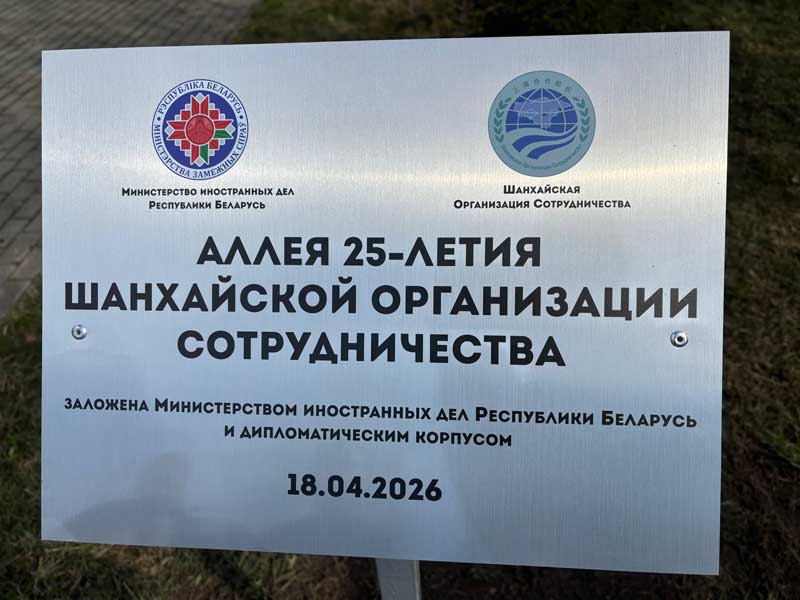 РЭСПУБЛІКА БЕЛАРУСЬ
МІНІСТЭРСТВА ЗАМЕЖНЫХ СПРАЎ
Министерство иностранных дел
Республики Беларусь
Шанхайская
Организация Сотрудничества
АЛЛЕЯ 25-ЛЕТИЯ
ШАНХАЙСКОЙ ОРГАНИЗАЦИИ
СОТРУДНИЧЕСТВА
заложена Министерством иностранных дел Республики Беларусь
и дипломатическим корпусом
18.04.2026